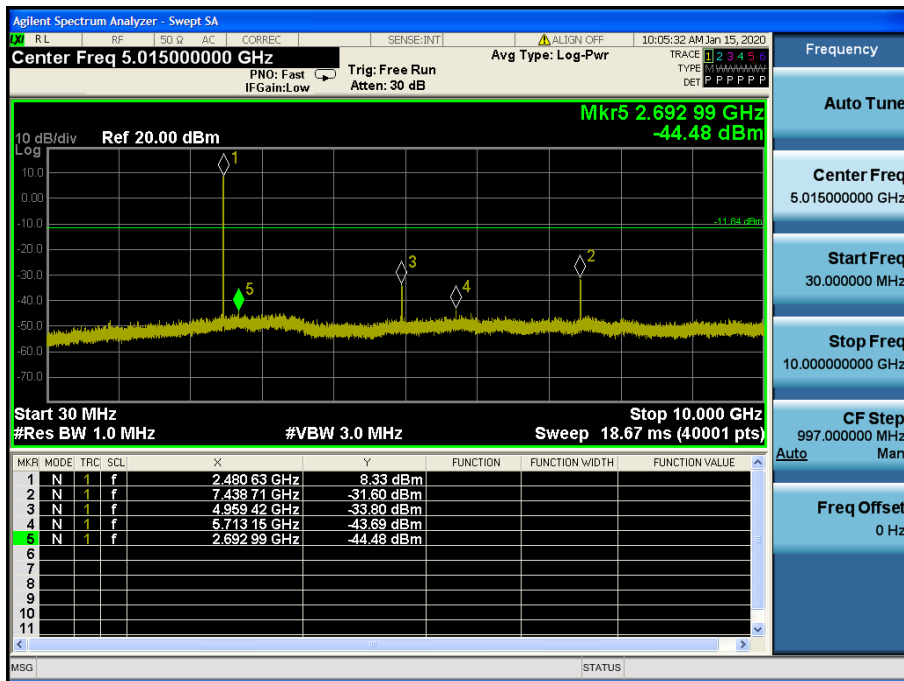 Agilent Spectrum Analyzer - Swept SA
LXI RL RF 50 Ω AC CORREC SENSE:INT ALIGN OFF 10:05:32 AM Jan 15, 2020
Center Freq 5.015000000 GHz
PNO: Fast
IFGain:Low
Trig: Free Run
Atten: 30 dB
Avg Type: Log-Pwr
TRACE 1 2 3 4 5 6
TYPE
DET P P P P P P
Mkr5 2.692 99 GHz
-44.48 dBm
10 dB/div Ref 20.00 dBm
Log
10.0
0.00
-10.0
-20.0
-30.0
-40.0
-50.0
-60.0
-70.0
-11.84 dBm
1
2
3
4
5
Start 30 MHz Stop 10.000 GHz
#Res BW 1.0 MHz #VBW 3.0 MHz Sweep 18.67 ms (40001 pts)
MKR MODE TRC SCL X Y FUNCTION FUNCTION WIDTH FUNCTION VALUE
1 N 1 f 2.480 63 GHz 8.33 dBm
2 N 1 f 7.438 71 GHz -31.60 dBm
3 N 1 f 4.959 42 GHz -33.80 dBm
4 N 1 f 5.713 15 GHz -43.69 dBm
5 N 1 f 2.692 99 GHz -44.48 dBm
6
7
8
9
10
11
MSG STATUS
Frequency
Auto Tune
Center Freq
5.015000000 GHz
Start Freq
30.000000 MHz
Stop Freq
10.000000000 GHz
CF Step
997.000000 MHz
Auto Man
Freq Offset
0 Hz